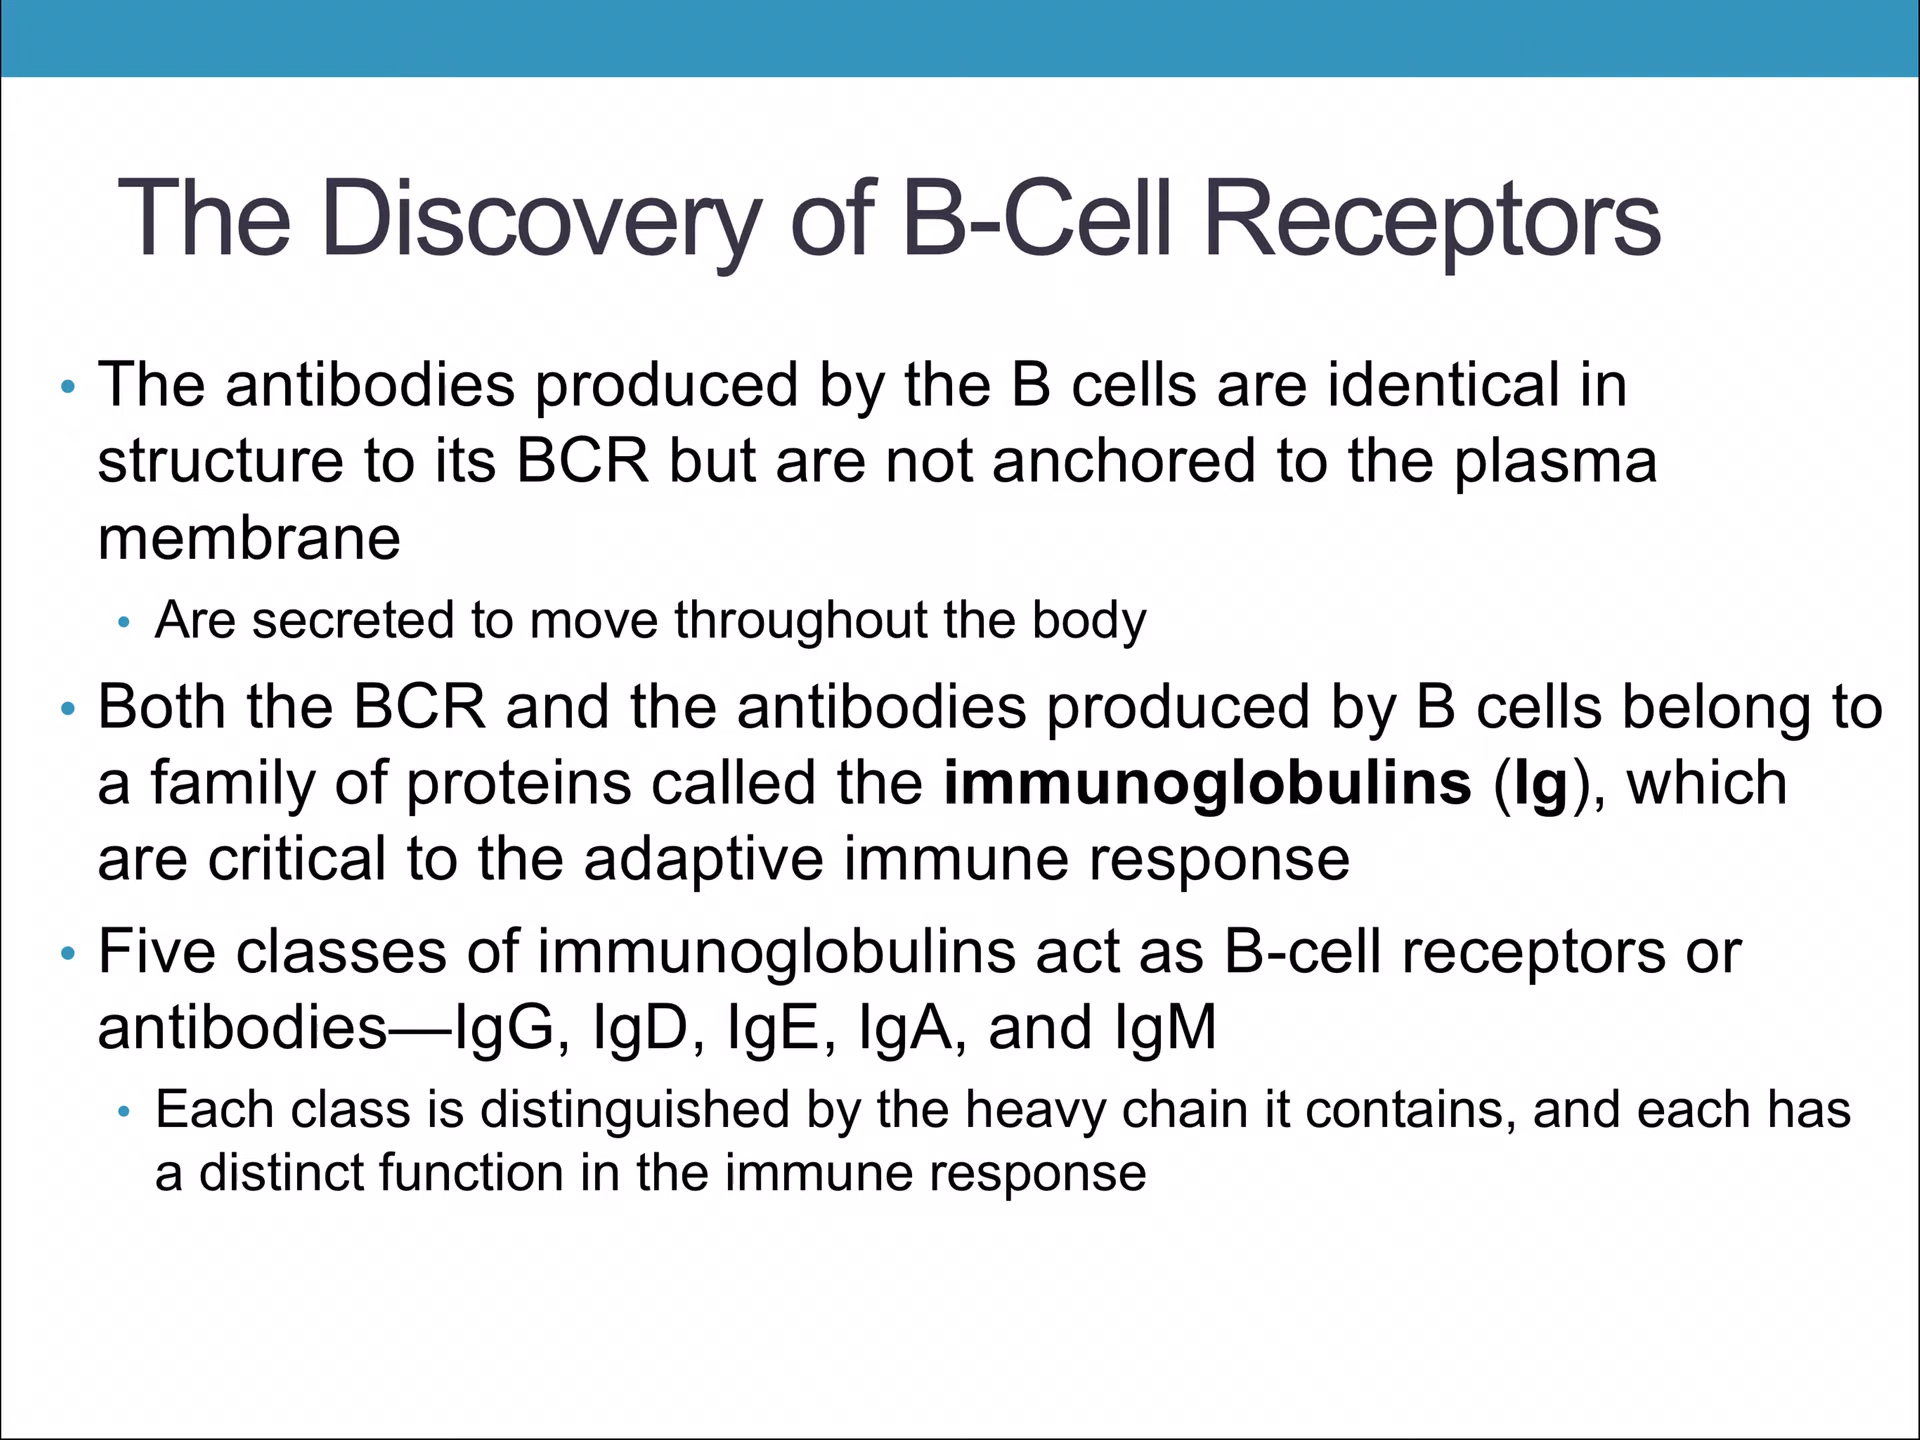 The Discovery of B-Cell Receptors
• The antibodies produced by the B cells are identical in
structure to its BCR but are not anchored to the plasma
membrane
• Are secreted to move throughout the body
• Both the BCR and the antibodies produced by B cells belong to
a family of proteins called the immunoglobulins (Ig), which
are critical to the adaptive immune response
• Five classes of immunoglobulins act as B-cell receptors or
antibodies—IgG, IgD, IgE, IgA, and IgM
• Each class is distinguished by the heavy chain it contains, and each has
a distinct function in the immune response